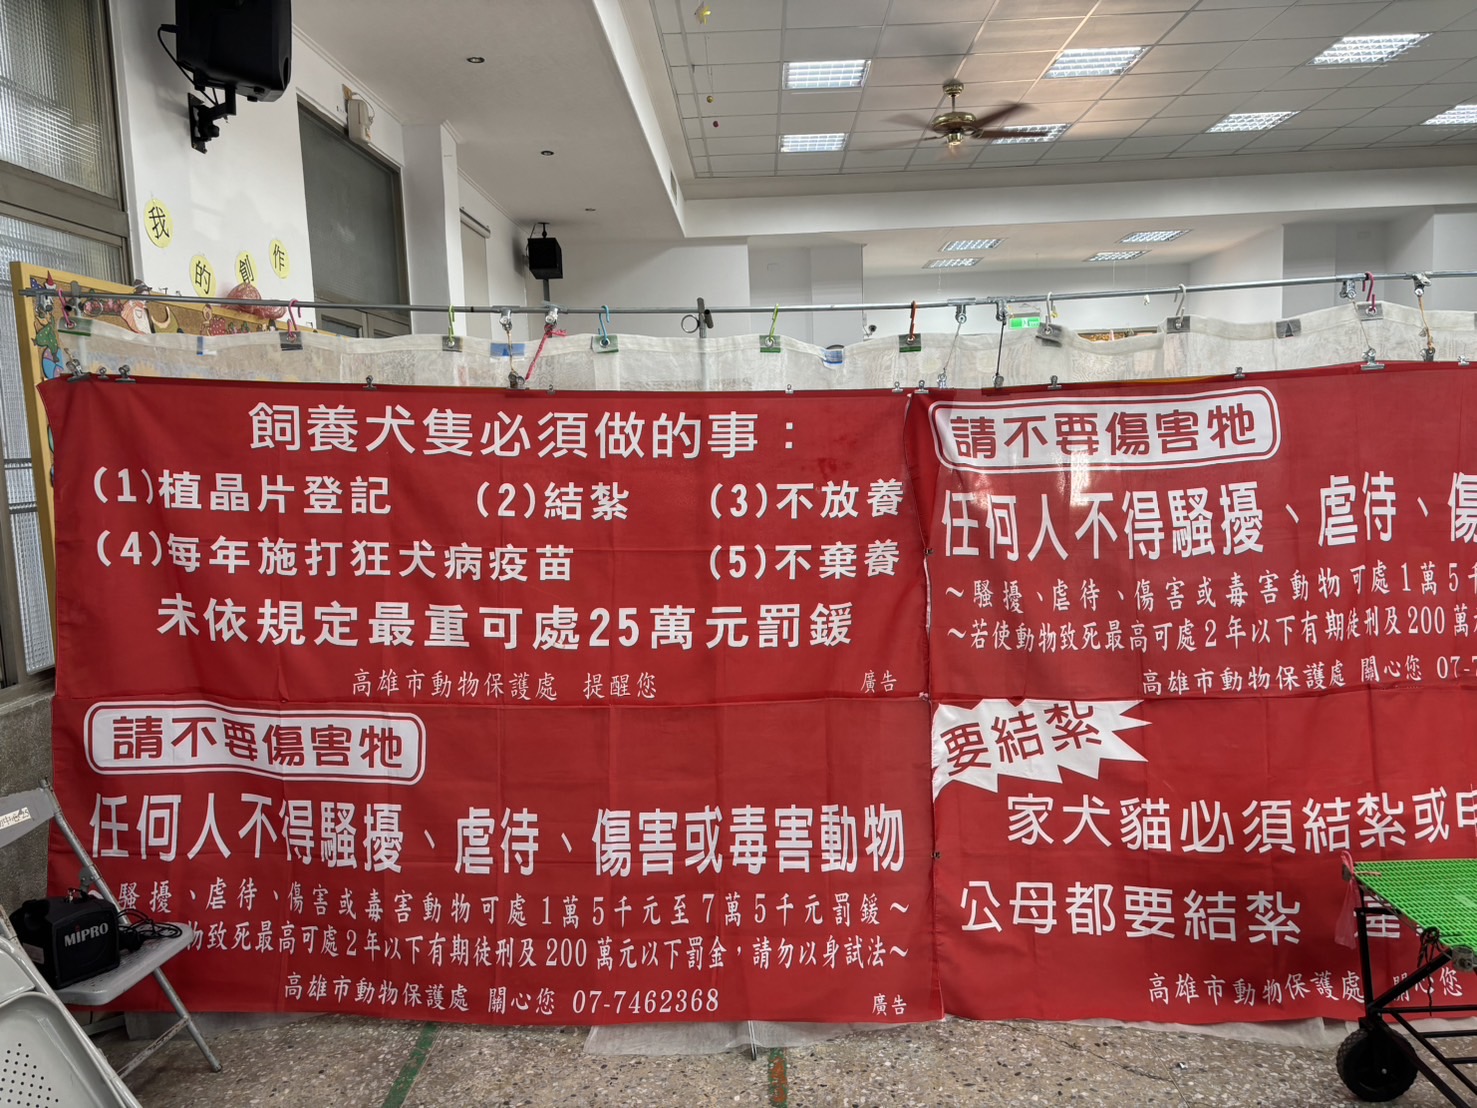 我的創作
飼養犬隻必須做的事：
(1)植晶片登記 (2)結紮 (3)不放養
(4)每年施打狂犬病疫苗 (5)不棄養
未依規定最重可處25萬元罰鍰
高雄市動物保護處 提醒您 廣告
請不要傷害牠
任何人不得騷擾、虐待、傷
～騷擾、虐待、傷害或毒害動物可處1萬5
～若使動物致死最高可處2年以下有期徒刑及200萬
高雄市動物保護處 關心您 07-7
請不要傷害牠
任何人不得騷擾、虐待、傷害或毒害動物
騷擾、虐待、傷害或毒害動物可處1萬5千元至7萬5千元罰鍰～
物致死最高可處2年以下有期徒刑及200萬元以下罰金，請勿以身試法～
高雄市動物保護處 關心您 07-7462368 廣告
要結紮
家犬貓必須結紮或申
公母都要結紮
高雄市動物保護處 關心您
MIPRO